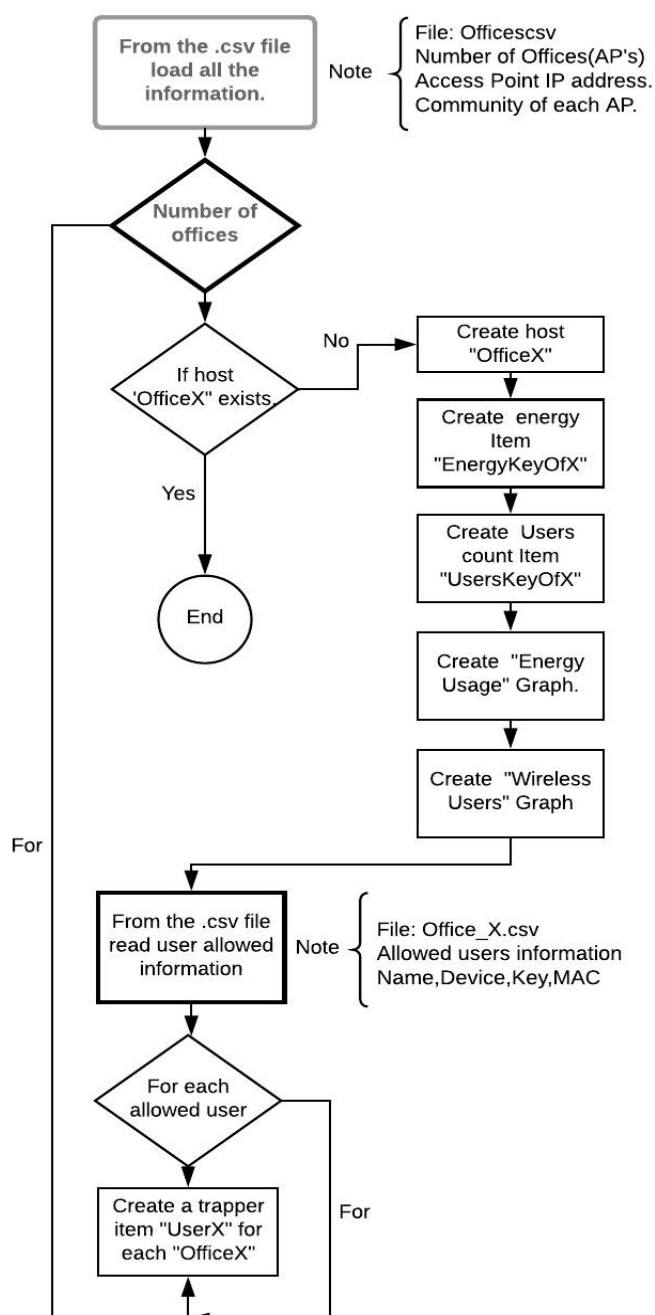 From the .csv file
load all the
information.
Note
File: Officescsv
Number of Offices(AP's)
Access Point IP address.
Community of each AP.
Number of
offices
If host
'OfficeX" exists.
No
Yes
End
Create host
"OfficeX"
Create energy
Item
"EnergyKeyOfX"
Create Users
count Item
"UsersKeyOfX"
Create "Energy
Usage" Graph.
Create "Wireless
Users" Graph
For
From the .csv file
read user allowed
information
Note
File: Office_X.csv
Allowed users information
Name,Device,Key,MAC
For each
allowed user
For
Create a trapper
item "UserX" for
each "OfficeX"